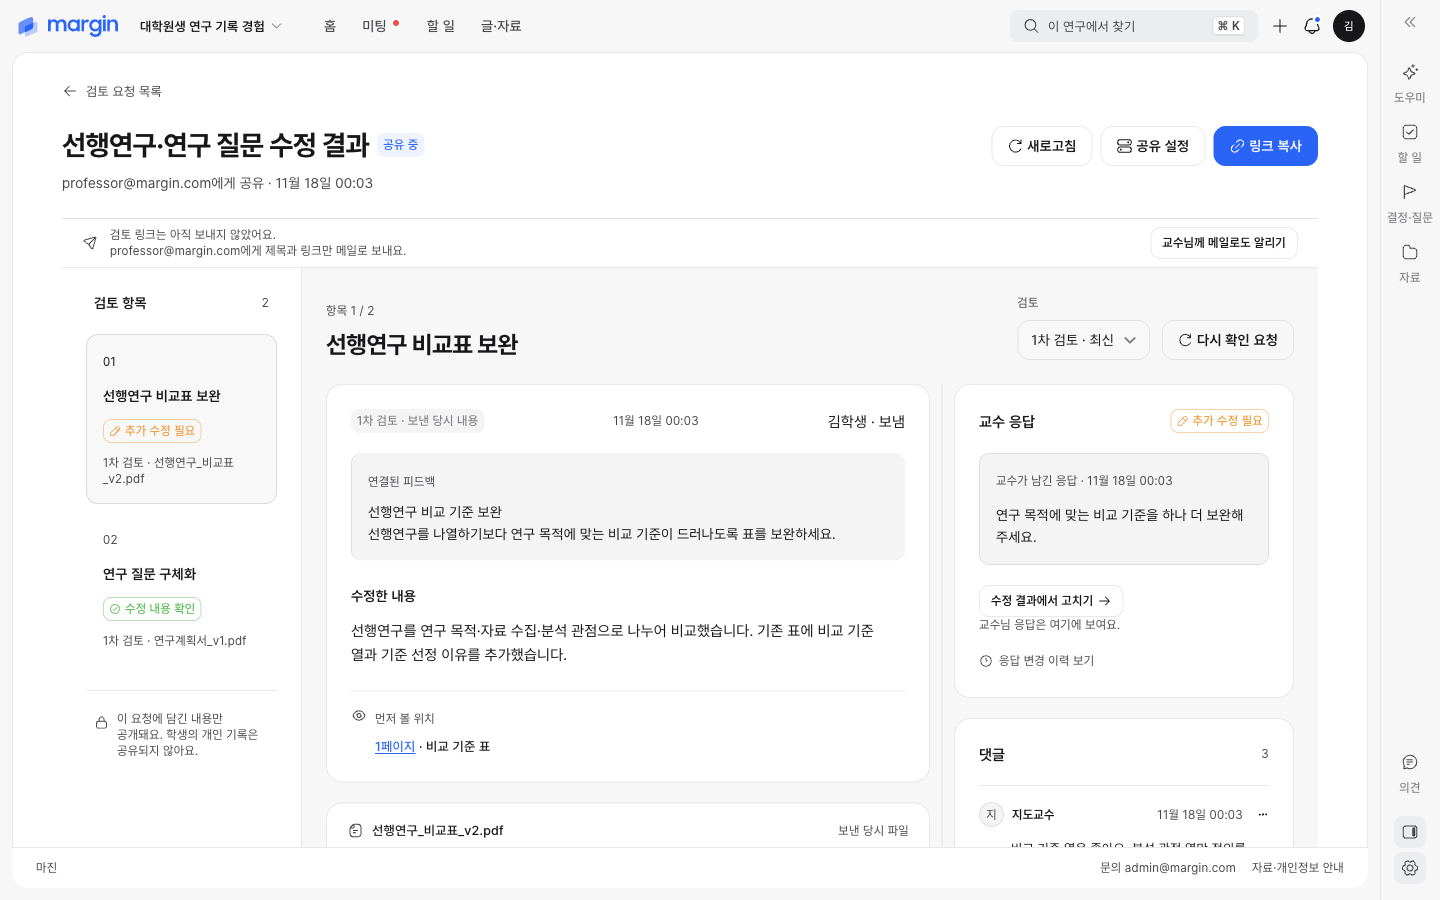 margin
대학원생 연구 기록 경험
홈
미팅
할 일
글·자료
이 연구에서 찾기
⌘ K
김
검토 요청 목록
선행연구·연구 질문 수정 결과
공유 중
새로고침
공유 설정
링크 복사
professor@margin.com에게 공유 · 11월 18일 00:03
검토 링크는 아직 보내지 않았어요.
professor@margin.com에게 제목과 링크만 메일로 보내요.
교수님께 메일로도 알리기
검토 항목
2
01
선행연구 비교표 보완
추가 수정 필요
1차 검토 · 선행연구_비교표
_v2.pdf
02
연구 질문 구체화
수정 내용 확인
1차 검토 · 연구계획서_v1.pdf
이 요청에 담긴 내용만
공개돼요. 학생의 개인 기록은
공유되지 않아요.
항목 1 / 2
선행연구 비교표 보완
검토
1차 검토 · 최신
다시 확인 요청
1차 검토 · 보낸 당시 내용
11월 18일 00:03
김학생 · 보냄
연결된 피드백
선행연구 비교 기준 보완
선행연구를 나열하기보다 연구 목적에 맞는 비교 기준이 드러나도록 표를 보완하세요.
수정한 내용
선행연구를 연구 목적·자료 수집·분석 관점으로 나누어 비교했습니다. 기존 표에 비교 기준
열과 기준 선정 이유를 추가했습니다.
먼저 볼 위치
1페이지 · 비교 기준 표
선행연구_비교표_v2.pdf
보낸 당시 파일
교수 응답
추가 수정 필요
교수가 남긴 응답 · 11월 18일 00:03
연구 목적에 맞는 비교 기준을 하나 더 보완해
주세요.
수정 결과에서 고치기
교수님 응답은 여기에 보여요.
응답 변경 이력 보기
댓글
3
지
지도교수
11월 18일 00:03
도우미
할 일
결정·질문
자료
의견
마진
문의 admin@margin.com
자료·개인정보 안내